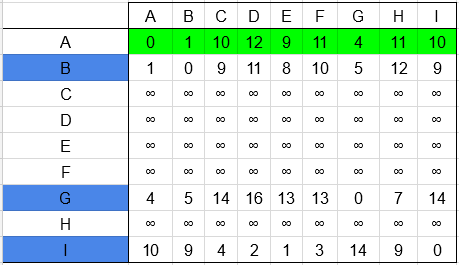 A B C D E F G H I
A 0 1 10 12 9 11 4 11 10
B 1 0 9 11 8 10 5 12 9
C ∞ ∞ ∞ ∞ ∞ ∞ ∞ ∞ ∞
D ∞ ∞ ∞ ∞ ∞ ∞ ∞ ∞ ∞
E ∞ ∞ ∞ ∞ ∞ ∞ ∞ ∞ ∞
F ∞ ∞ ∞ ∞ ∞ ∞ ∞ ∞ ∞
G 4 5 14 16 13 13 0 7 14
H ∞ ∞ ∞ ∞ ∞ ∞ ∞ ∞ ∞
I 10 9 4 2 1 3 14 9 0